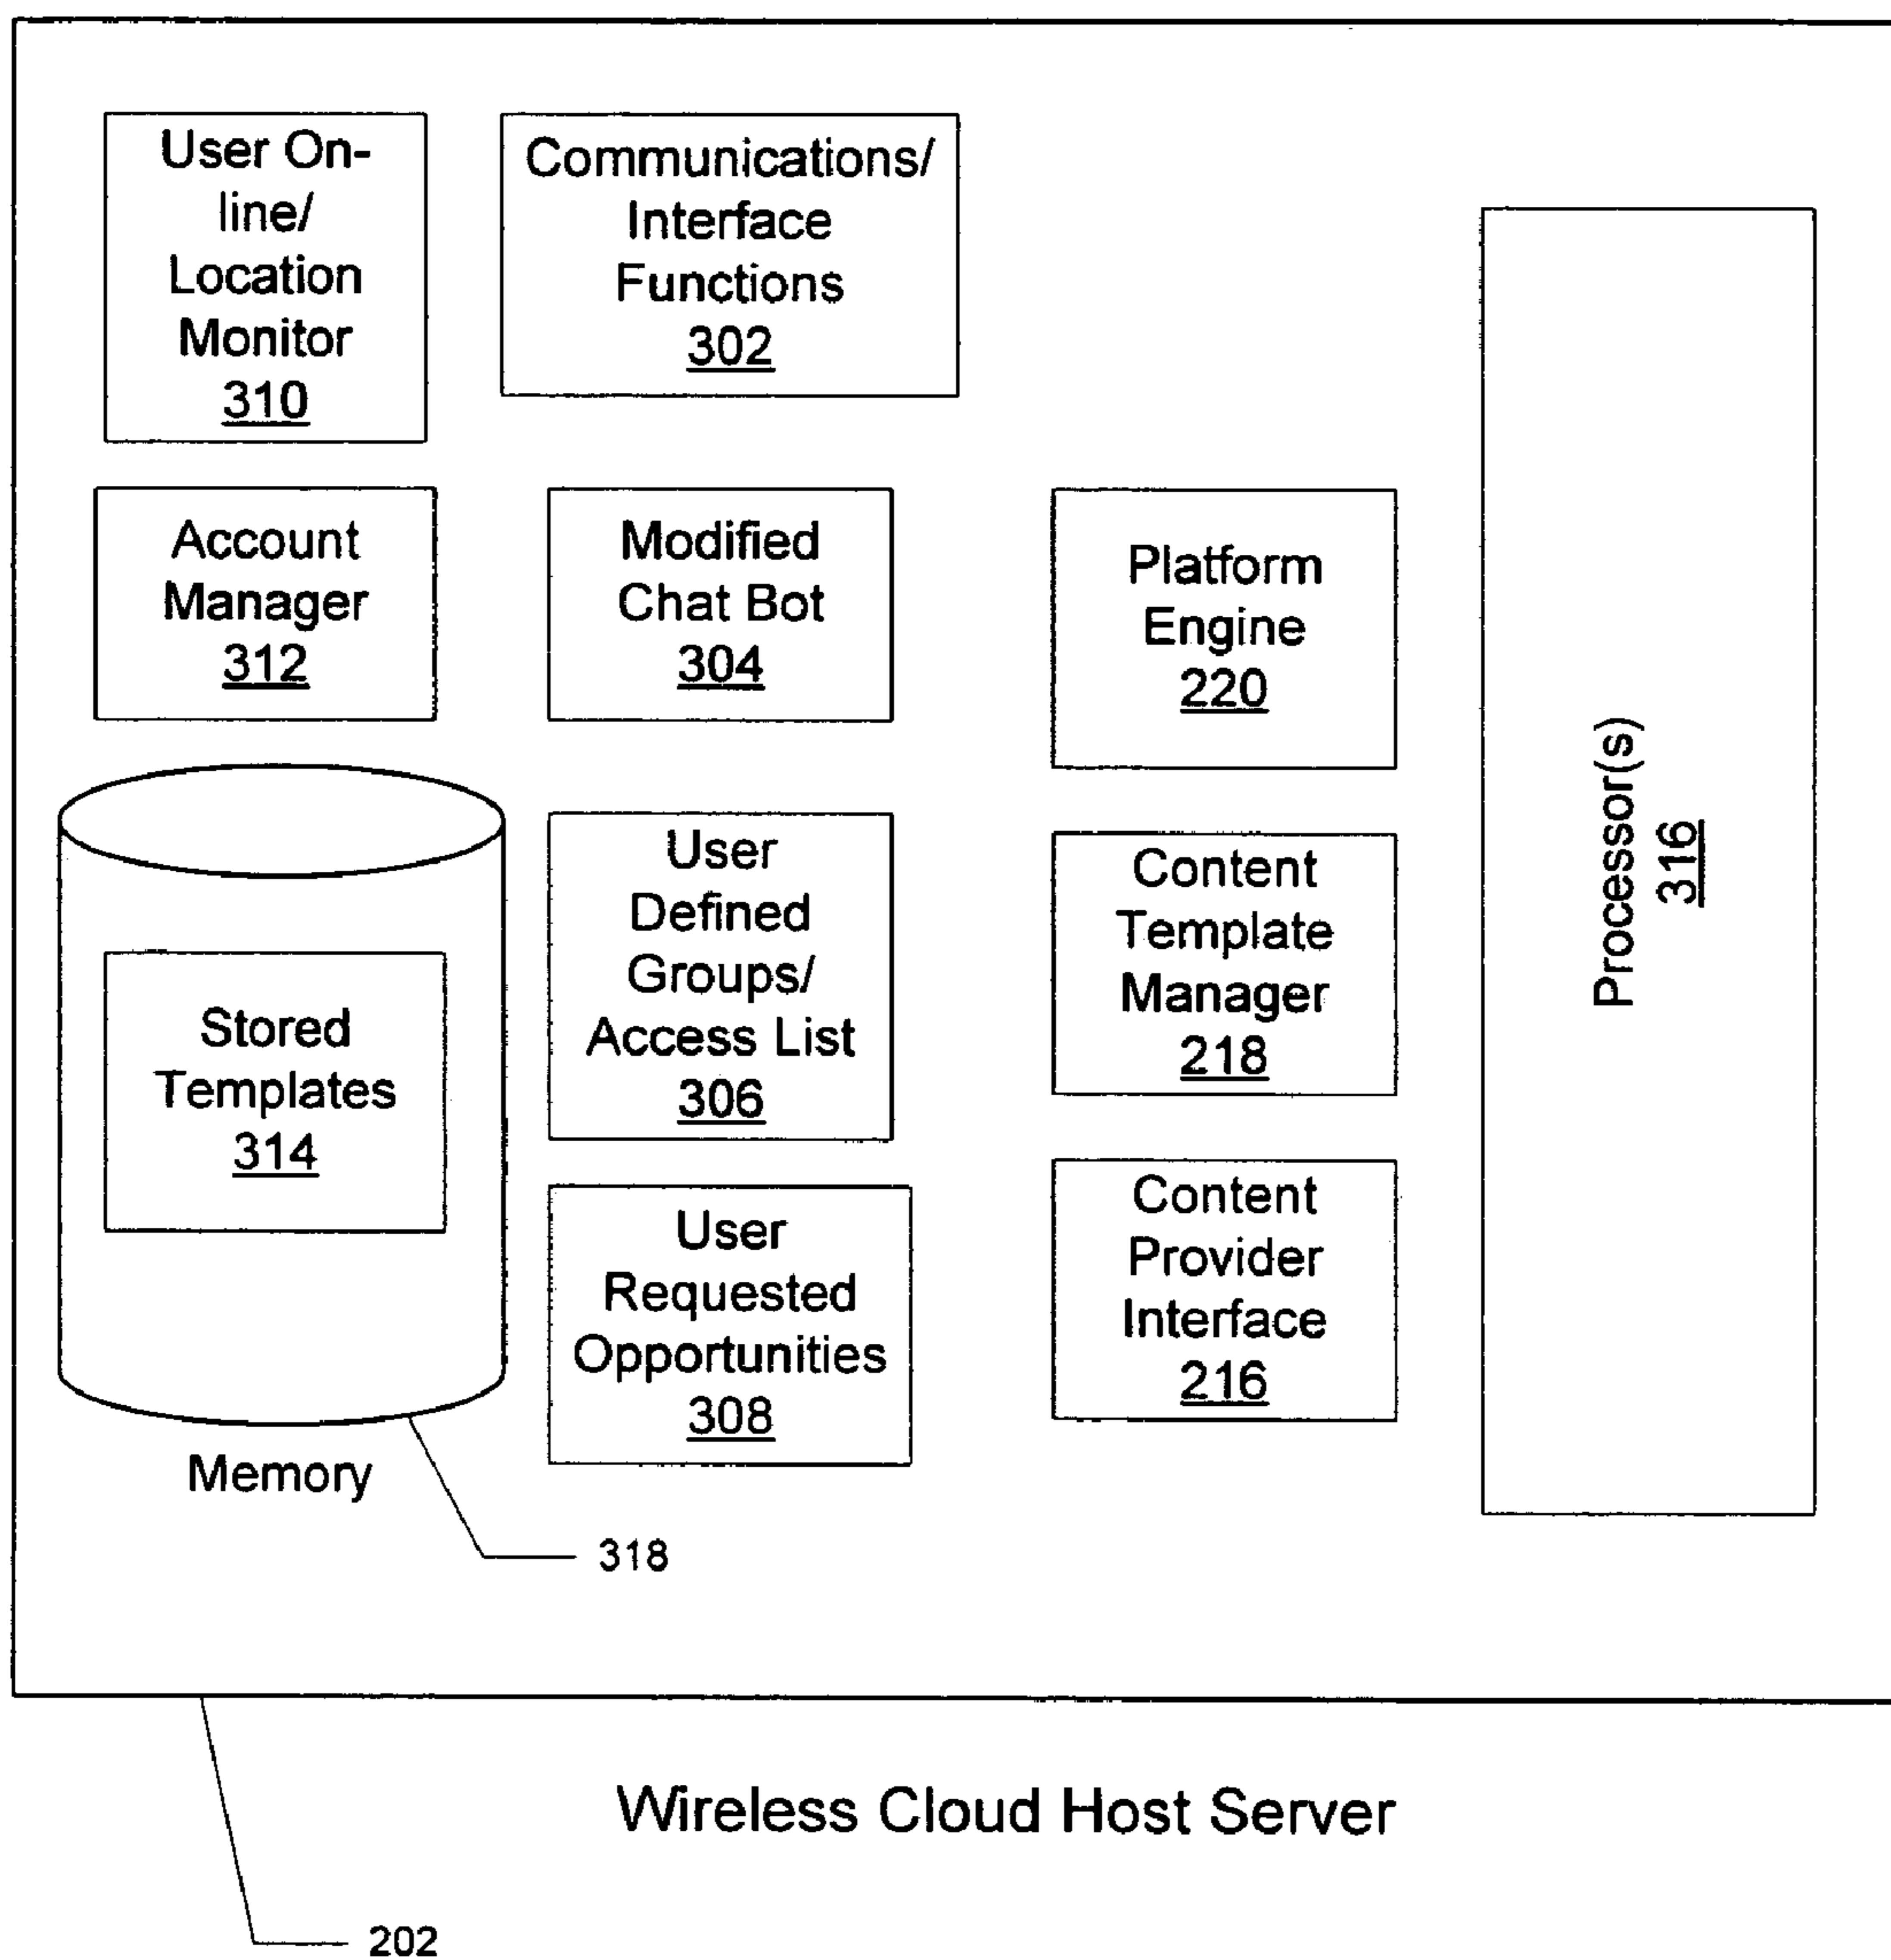 User On-
line/
Location
Monitor
310
Communications/
Interface
Functions
302
Account
Manager
312
Modified
Chat Bot
304
Platform
Engine
220
Processor(s)
316
Stored
Templates
314
Memory
318
User
Defined
Groups/
Access List
306
Content
Template
Manager
218
User
Requested
Opportunities
308
Content
Provider
Interface
216
Wireless Cloud Host Server
202